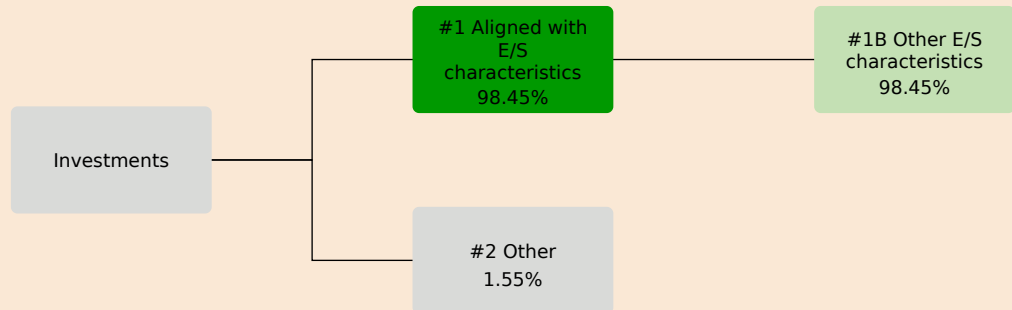 Investments
#1 Aligned with
E/S
characteristics
98.45%
#1B Other E/S
characteristics
98.45%
#2 Other
1.55%